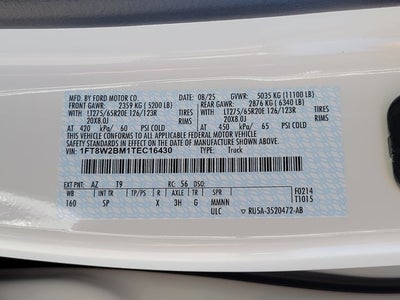 MFD. BY FORD MOTOR CO. 08/25 GVWR: 5035 KG (11100 LB)
FRONT GAWR: 2359 KG ( 5200 LB) REAR GAWR: 2876 KG ( 6340 LB)
LT275/65R20E 126/123R TIRES LT275/65R20E 126/123R TIRES
20X8.0J RIMS 20X8.0J RIMS
AT 420 kPa/ 60 PSI COLD AT 450 kPa/ 65 PSI COLD
THIS VEHICLE CONFORMS TO ALL APPLICABLE FEDERAL MOTOR VEHICLE
SAFETY STANDARDS IN EFFECT ON THE DATE OF MANUFACTURE SHOWN ABOVE.
VIN: 1FT8W2BM1TEC16430 TYPE: Truck
EXT PNT: AZ T9 RC: 56 DSO:
WB INT TR TP/PS R AXLE TR SPR F0214
160 SP X 3H G MMNN T1015
ULC RU5A-3520472-AB